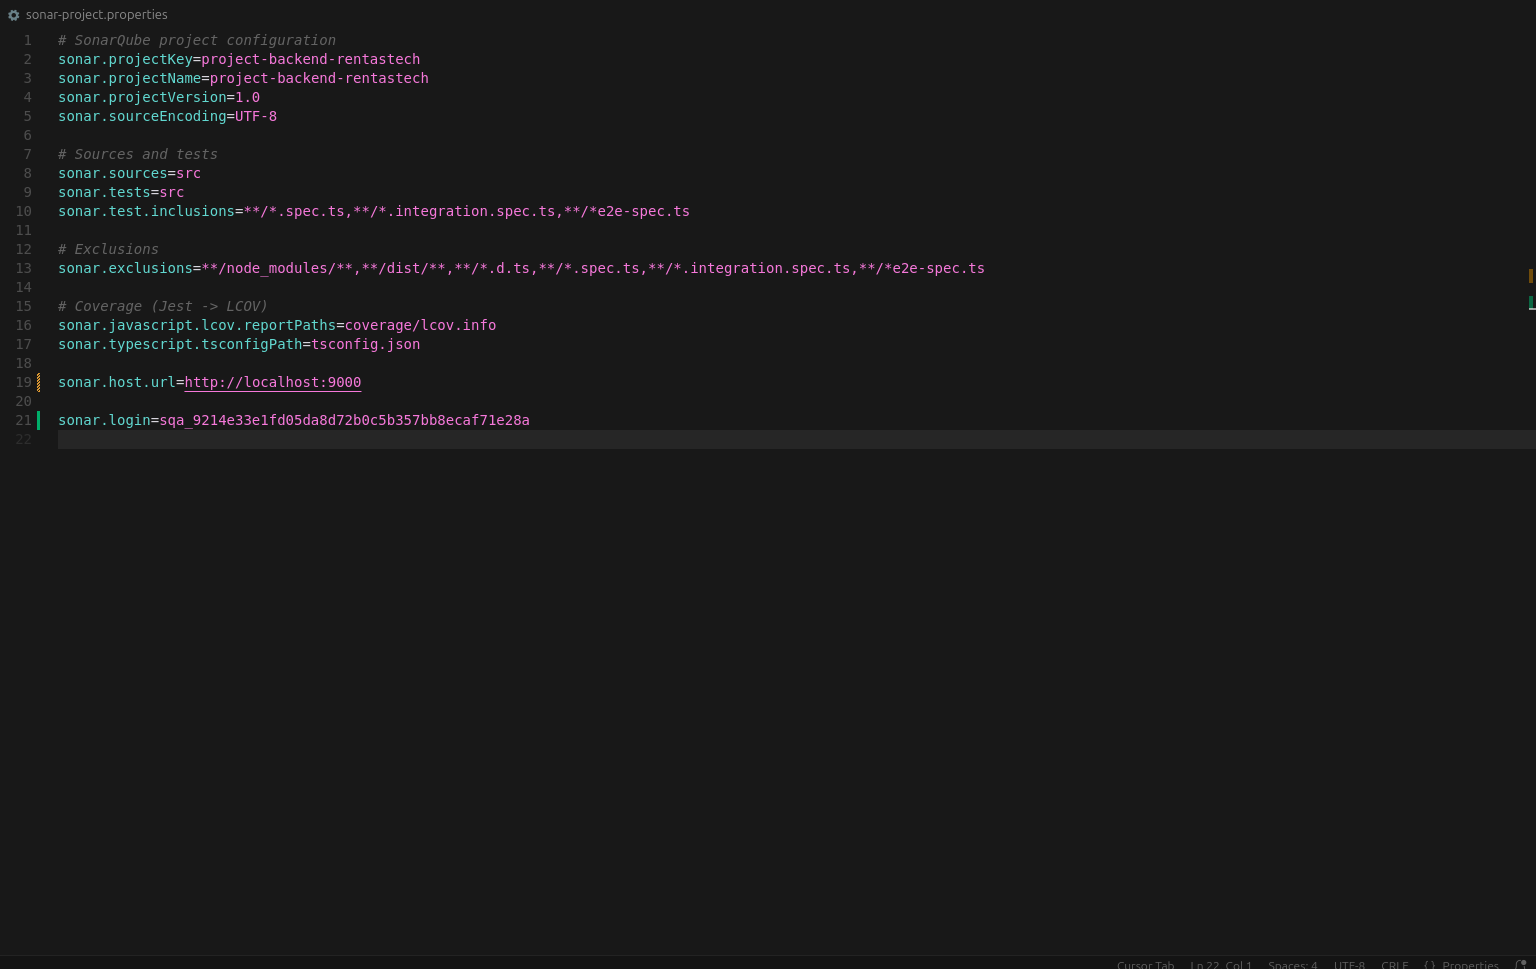 sonar-project.properties
1 # SonarQube project configuration
2 sonar.projectKey=project-backend-rentastech
3 sonar.projectName=project-backend-rentastech
4 sonar.projectVersion=1.0
5 sonar.sourceEncoding=UTF-8
6
7 # Sources and tests
8 sonar.sources=src
9 sonar.tests=src
10 sonar.test.inclusions=**/*.spec.ts,**/*.integration.spec.ts,**/*e2e-spec.ts
11
12 # Exclusions
13 sonar.exclusions=**/node_modules/**,**/dist/**,**/*.d.ts,**/*.spec.ts,**/*.integration.spec.ts,**/*e2e-spec.ts
14
15 # Coverage (Jest -> LCOV)
16 sonar.javascript.lcov.reportPaths=coverage/lcov.info
17 sonar.typescript.tsconfigPath=tsconfig.json
18
19 sonar.host.url=http://localhost:9000
20
21 sonar.login=sqa_9214e33e1fd05da8d72b0c5b357bb8ecaf71e28a
22
Cursor Tab Ln 22, Col 1 Spaces: 4 UTF-8 CRLF {} Properties